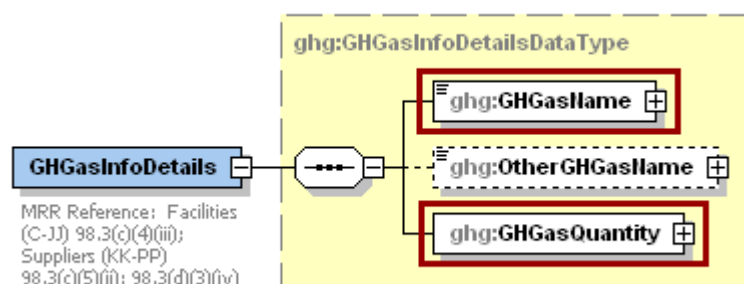 ghg:GHGasInfoDetailsDataType
ghg:GHGasName
GHGasInfoDetails
ghg:OtherGHGasName
MRR Reference: Facilities
(C-JJ) 98.3(c)(4)(iii);
Suppliers (KK-PP)
98.3(c)(5)(ii); 98.3(d)(3)(iv)
ghg:GHGasQuantity